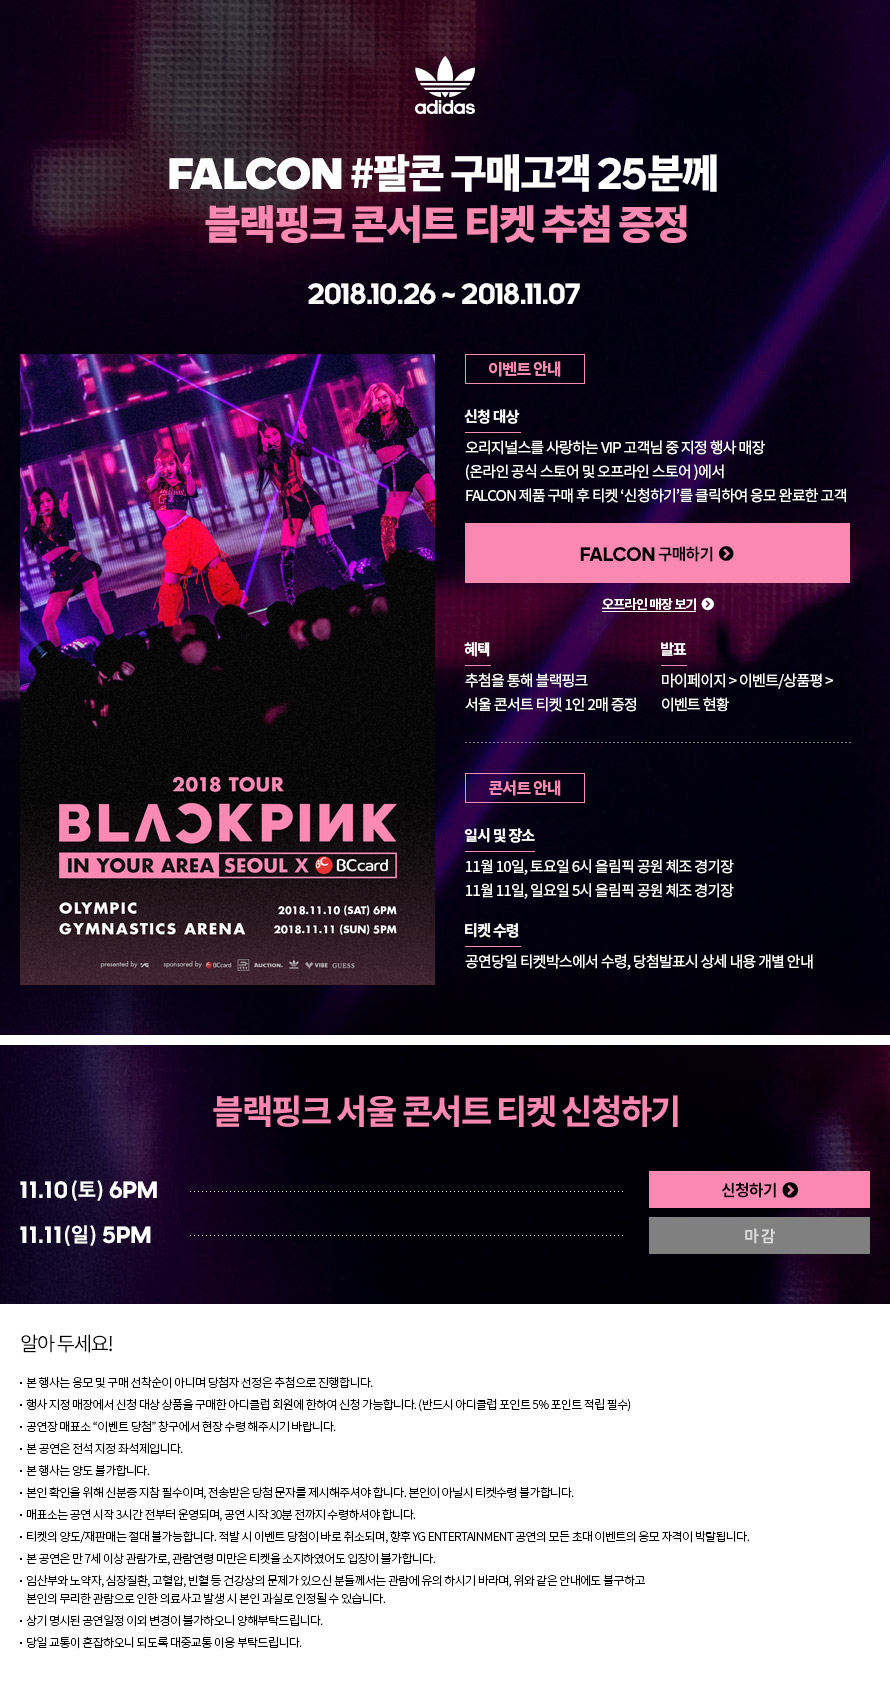 adidas
FALCON #팔콘 구매고객 25분께
블랙핑크 콘서트 티켓 추첨 증정
2018.10.26 ~ 2018.11.07
2018 TOUR
BLACKPINK
IN YOUR AREA SEOUL X BCcard
OLYMPIC
GYMNASTICS ARENA
2018.11.10 (SAT) 6PM
2018.11.11 (SUN) 5PM
presented by YG sponsored by BCcard AUCTION. VIBE GUESS
이벤트 안내
신청 대상
오리지널스를 사랑하는 VIP 고객님 중 지정 행사 매장
(온라인 공식 스토어 및 오프라인 스토어 )에서
FALCON 제품 구매 후 티켓 ‘신청하기’를 클릭하여 응모 완료한 고객
FALCON 구매하기
오프라인 매장 보기
혜택
추첨을 통해 블랙핑크
서울 콘서트 티켓 1인 2매 증정
발표
마이페이지 > 이벤트/상품평 >
이벤트 현황
콘서트 안내
일시 및 장소
11월 10일, 토요일 6시 올림픽 공원 체조 경기장
11월 11일, 일요일 5시 올림픽 공원 체조 경기장
티켓 수령
공연당일 티켓박스에서 수령, 당첨발표시 상세 내용 개별 안내
블랙핑크 서울 콘서트 티켓 신청하기
11.10 (토) 6PM
신청하기
11.11 (일) 5PM
마감
알아 두세요!
· 본 행사는 응모 및 구매 선착순이 아니며 당첨자 선정은 추첨으로 진행합니다.
· 행사 지정 매장에서 신청 대상 상품을 구매한 아디클럽 회원에 한하여 신청 가능합니다. (반드시 아디클럽 포인트 5% 포인트 적립 필수)
· 공연장 매표소 “이벤트 당첨” 창구에서 현장 수령 해주시기 바랍니다.
· 본 공연은 전석 지정 좌석제입니다.
· 본 행사는 양도 불가합니다.
· 본인 확인을 위해 신분증 지참 필수이며, 전송받은 당첨 문자를 제시해주셔야 합니다. 본인이 아닐시 티켓수령 불가합니다.
· 매표소는 공연 시작 3시간 전부터 운영되며, 공연 시작 30분 전까지 수령하셔야 합니다.
· 티켓의 양도/재판매는 절대 불가능합니다. 적발 시 이벤트 당첨이 바로 취소되며, 향후 YG ENTERTAINMENT 공연의 모든 초대 이벤트의 응모 자격이 박탈됩니다.
· 본 공연은 만 7세 이상 관람가로, 관람연령 미만은 티켓을 소지하였어도 입장이 불가합니다.
· 임산부와 노약자, 심장질환, 고혈압, 빈혈 등 건강상의 문제가 있으신 분들께서는 관람에 유의 하시기 바라며, 위와 같은 안내에도 불구하고
본인의 무리한 관람으로 인한 의료사고 발생 시 본인 과실로 인정될 수 있습니다.
· 상기 명시된 공연일정 이외 변경이 불가하오니 양해부탁드립니다.
· 당일 교통이 혼잡하오니 되도록 대중교통 이용 부탁드립니다.